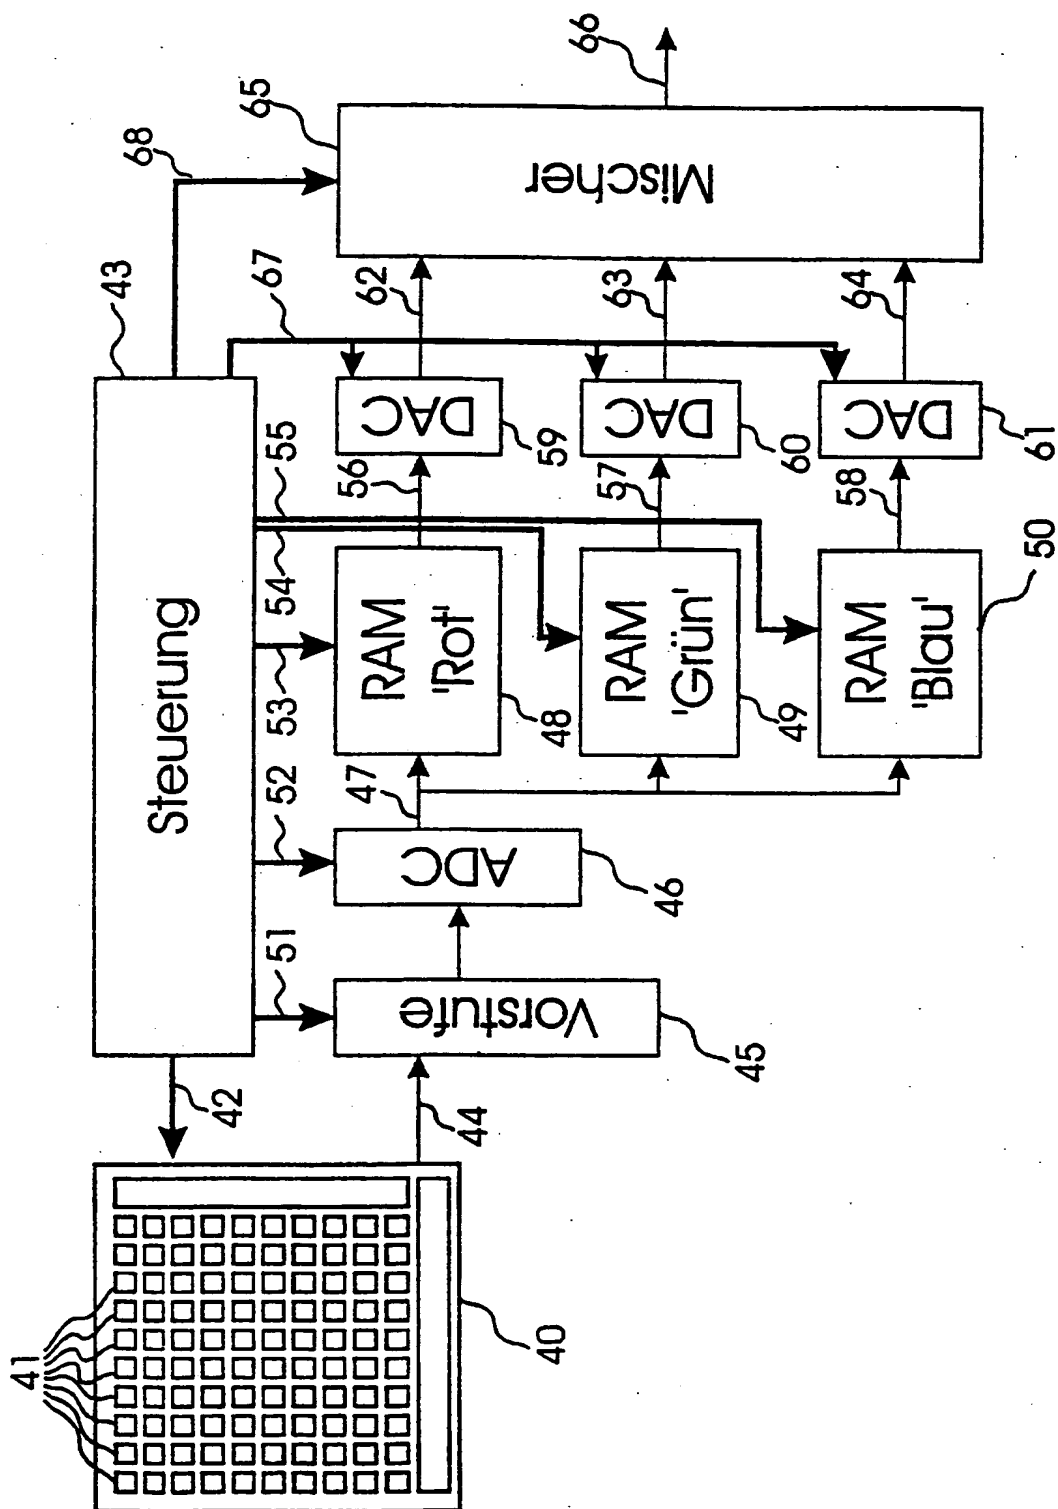 41
40
42
44
Steuerung
43
51
52
53
54
55
67
68
Vorstufe
45
ADC
46
47
RAM
'Rot'
48
RAM
'Grün'
49
RAM
'Blau'
50
56
57
58
DAC
59
DAC
60
DAC
61
62
63
64
Mischer
65
66